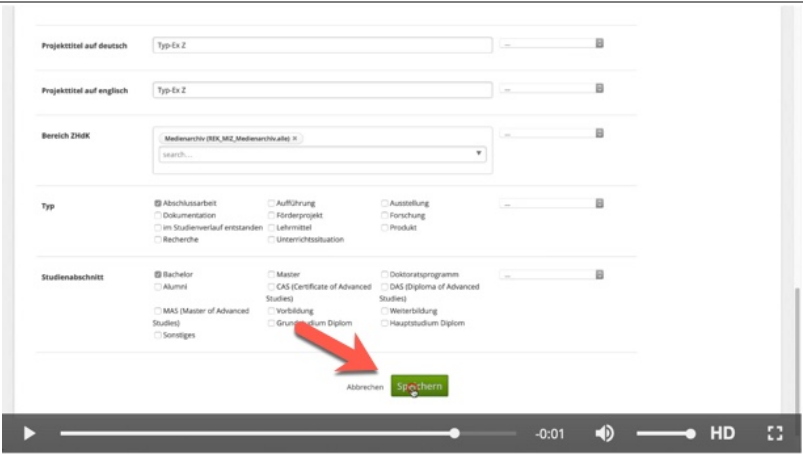 Projekttitel auf deutsch Typ-Ex Z ...
Projekttitel auf englisch Typ-Ex Z ...
Bereich ZHdK Medienarchiv (REK_MIZ_Medienarchiv.alle) × ...
search...
Typ Abschlussarbeit Aufführung Ausstellung ...
Dokumentation Förderprojekt Forschung
im Studienverlauf entstanden Lehrmittel Produkt
Recherche Unterrichtssituation
Studienabschnitt Bachelor Master Doktoratsprogramm ...
Alumni CAS (Certificate of Advanced DAS (Diploma of Advanced
Studies) Studies)
MAS (Master of Advanced Vorbildung Weiterbildung
Studies) Grundstudium Diplom Hauptstudium Diplom
Sonstiges
Abbrechen Speichern
-0:01 HD